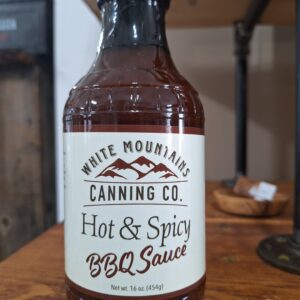 WHITE MOUNTAINS
CANNING CO.
Hot & Spicy
BBQ Sauce
Net wt. 16 oz. (454g)